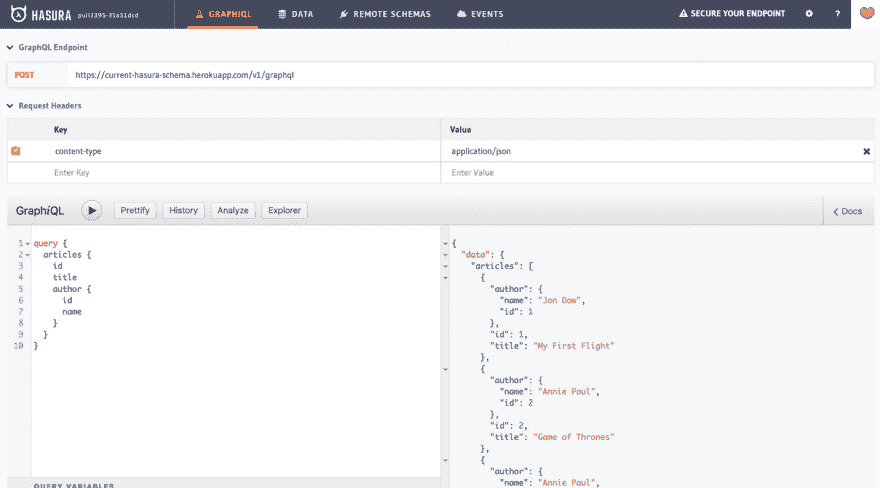 HASURA pull2395-31a51dcd GRAPHIQL DATA REMOTE SCHEMAS EVENTS SECURE YOUR ENDPOINT ?
GraphQL Endpoint
POST https://current-hasura-schema.herokuapp.com/v1/graphql
Request Headers
Key Value
content-type application/json
Enter Key Enter Value
GraphiQL Prettify History Analyze Explorer Docs
1 query {
2 articles {
3 id
4 title
5 author {
6 id
7 name
8 }
9 }
10 }
{
"data": {
"articles": [
{
"author": {
"name": "Jon Dow",
"id": 1
},
"id": 1,
"title": "My First Flight"
},
{
"author": {
"name": "Annie Paul",
"id": 2
},
"id": 2,
"title": "Game of Thrones"
},
{
"author": {
"name": "Annie Paul",
QUERY VARIABLES